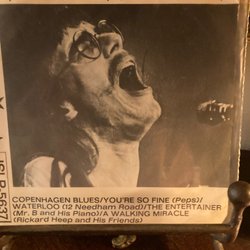 COPENHAGEN BLUES/YOU'RE SO FINE (Peps)/
WATERLOO (12 Needham Road)/THE ENTERTAINER
(Mr. B and His Piano)/A WALKING MIRACLE
(Rickard Heep and His Friends)